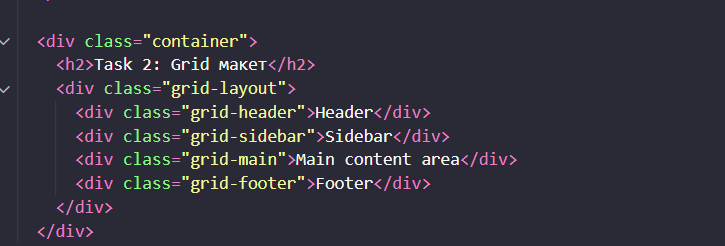 <div class="container">
<h2>Task 2: Grid макет</h2>
<div class="grid-layout">
<div class="grid-header">Header</div>
<div class="grid-sidebar">Sidebar</div>
<div class="grid-main">Main content area</div>
<div class="grid-footer">Footer</div>
</div>
</div>